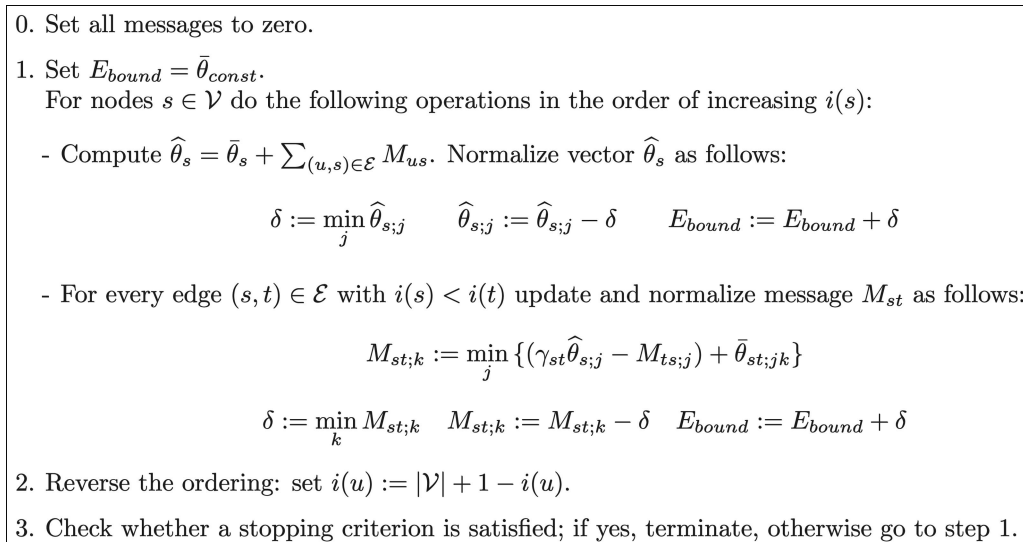 0. Set all messages to zero.
1. Set $E_{bound} = \bar{\theta}_{const}$.
For nodes $s \in \mathcal{V}$ do the following operations in the order of increasing $i(s)$:
- Compute $\widehat{\theta}_s = \bar{\theta}_s + \sum_{(u,s) \in \mathcal{E}} M_{us}$. Normalize vector $\widehat{\theta}_s$ as follows:
$\delta := \min_j \widehat{\theta}_{s;j} \quad \widehat{\theta}_{s;j} := \widehat{\theta}_{s;j} - \delta \quad E_{bound} := E_{bound} + \delta$
- For every edge $(s,t) \in \mathcal{E}$ with $i(s) < i(t)$ update and normalize message $M_{st}$ as follows:
$M_{st;k} := \min_j \{(\gamma_{st} \widehat{\theta}_{s;j} - M_{ts;j}) + \bar{\theta}_{st;jk}\}$
$\delta := \min_k M_{st;k} \quad M_{st;k} := M_{st;k} - \delta \quad E_{bound} := E_{bound} + \delta$
2. Reverse the ordering: set $i(u) := |\mathcal{V}| + 1 - i(u)$.
3. Check whether a stopping criterion is satisfied; if yes, terminate, otherwise go to step 1.